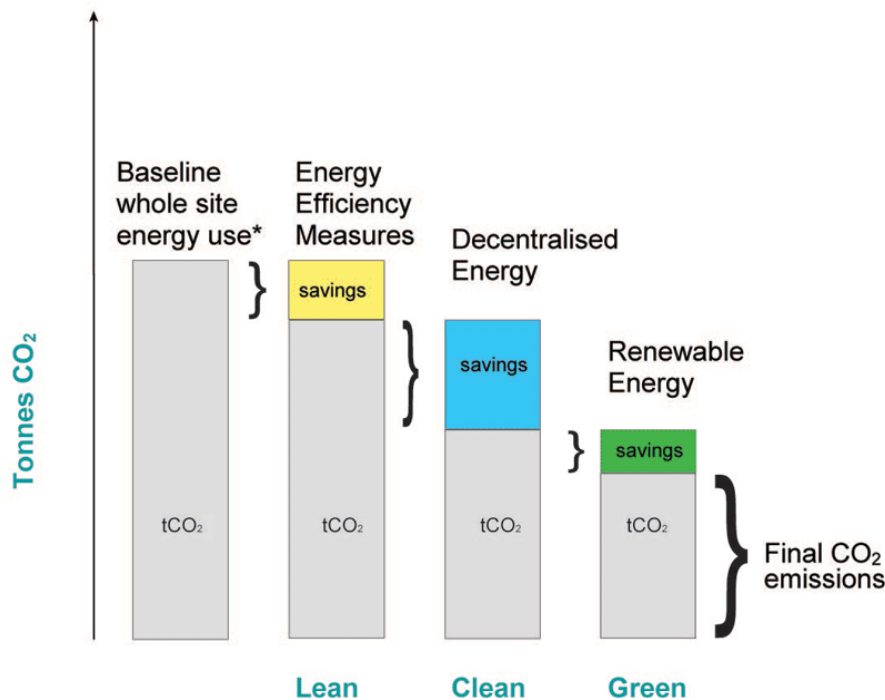 Tonnes CO₂
Baseline
whole site
energy use*
Energy
Efficiency
Measures
Decentralised
Energy
Renewable
Energy
savings
savings
savings
tCO₂
tCO₂
tCO₂
tCO₂
Final CO₂
emissions
Lean
Clean
Green